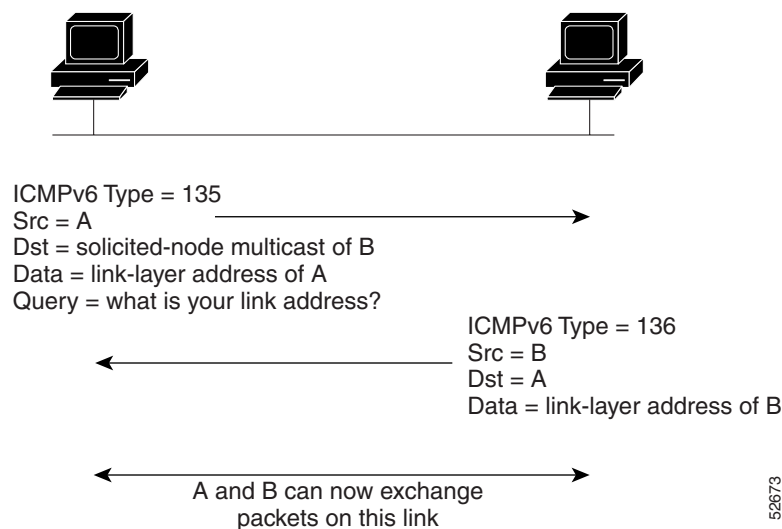 ICMPv6 Type = 135
Src = A
Dst = solicited-node multicast of B
Data = link-layer address of A
Query = what is your link address?
ICMPv6 Type = 136
Src = B
Dst = A
Data = link-layer address of B
A and B can now exchange
packets on this link
52673